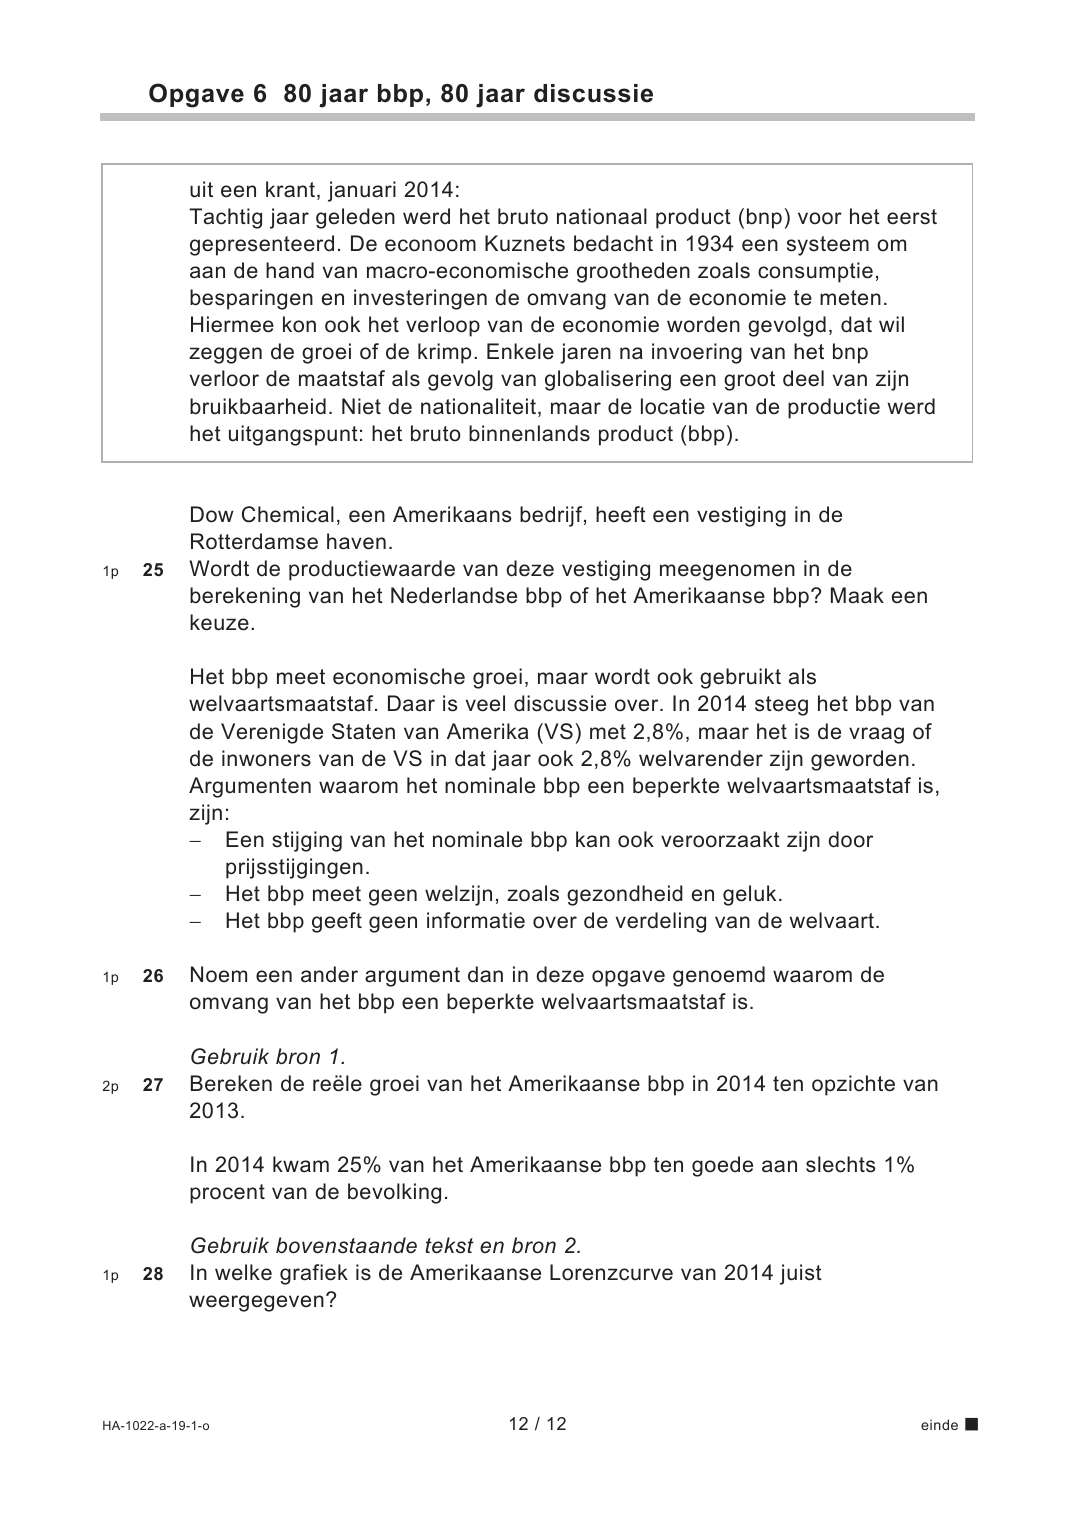 Opgave 6  80 jaar bbp, 80 jaar discussie
uit een krant, januari 2014:
Tachtig jaar geleden werd het bruto nationaal product (bnp) voor het eerst
gepresenteerd. De econoom Kuznets bedacht in 1934 een systeem om
aan de hand van macro-economische grootheden zoals consumptie,
besparingen en investeringen de omvang van de economie te meten.
Hiermee kon ook het verloop van de economie worden gevolgd, dat wil
zeggen de groei of de krimp. Enkele jaren na invoering van het bnp
verloor de maatstaf als gevolg van globalisering een groot deel van zijn
bruikbaarheid. Niet de nationaliteit, maar de locatie van de productie werd
het uitgangspunt: het bruto binnenlands product (bbp).
Dow Chemical, een Amerikaans bedrijf, heeft een vestiging in de
Rotterdamse haven.
1p 25 Wordt de productiewaarde van deze vestiging meegenomen in de
berekening van het Nederlandse bbp of het Amerikaanse bbp? Maak een
keuze.
Het bbp meet economische groei, maar wordt ook gebruikt als
welvaartsmaatstaf. Daar is veel discussie over. In 2014 steeg het bbp van
de Verenigde Staten van Amerika (VS) met 2,8%, maar het is de vraag of
de inwoners van de VS in dat jaar ook 2,8% welvarender zijn geworden.
Argumenten waarom het nominale bbp een beperkte welvaartsmaatstaf is,
zijn:
– Een stijging van het nominale bbp kan ook veroorzaakt zijn door
prijsstijgingen.
– Het bbp meet geen welzijn, zoals gezondheid en geluk.
– Het bbp geeft geen informatie over de verdeling van de welvaart.
1p 26 Noem een ander argument dan in deze opgave genoemd waarom de
omvang van het bbp een beperkte welvaartsmaatstaf is.
Gebruik bron 1.
2p 27 Bereken de reële groei van het Amerikaanse bbp in 2014 ten opzichte van
2013.
In 2014 kwam 25% van het Amerikaanse bbp ten goede aan slechts 1%
procent van de bevolking.
Gebruik bovenstaande tekst en bron 2.
1p 28 In welke grafiek is de Amerikaanse Lorenzcurve van 2014 juist
weergegeven?
HA-1022-a-19-1-o 12 / 12 einde ■